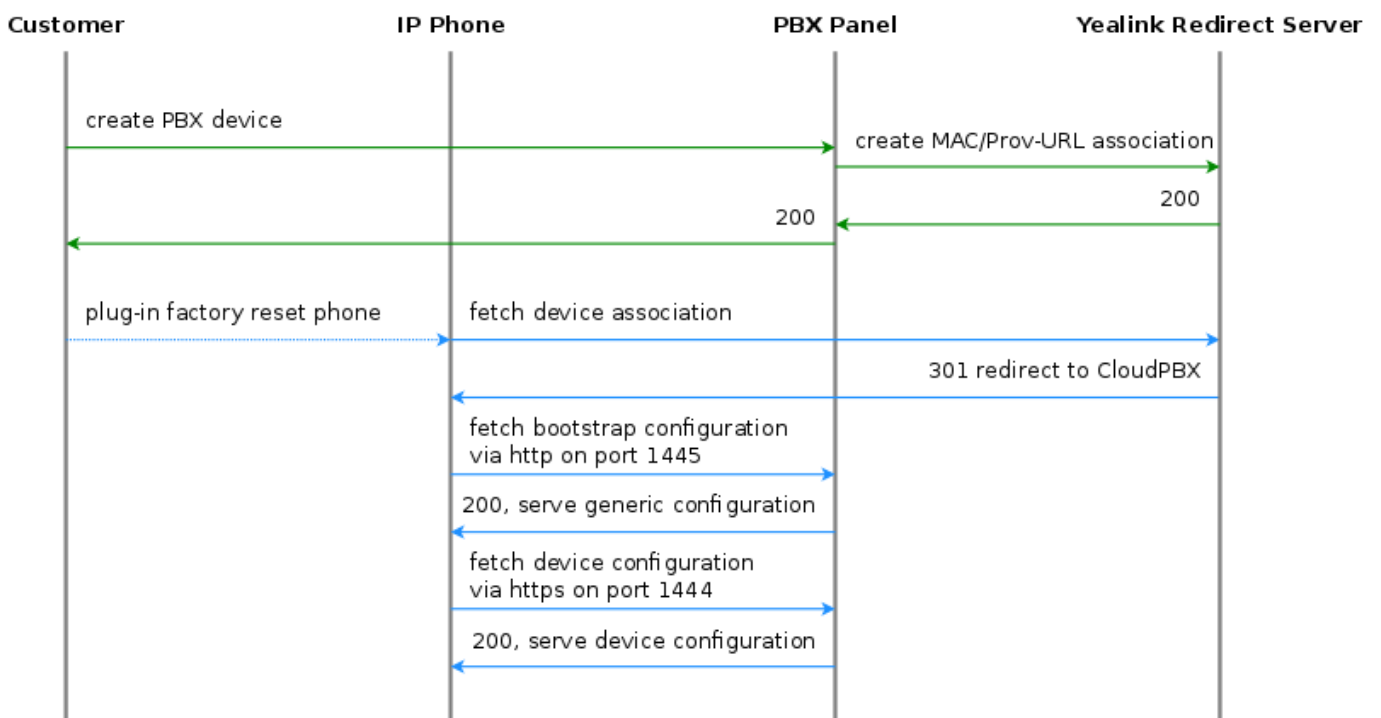 Customer IP Phone PBX Panel Yealink Redirect Server
create PBX device
create MAC/Prov-URL association
200
200
plug-in factory reset phone fetch device association
301 redirect to CloudPBX
fetch bootstrap configuration
via http on port 1445
200, serve generic configuration
fetch device configuration
via https on port 1444
200, serve device configuration